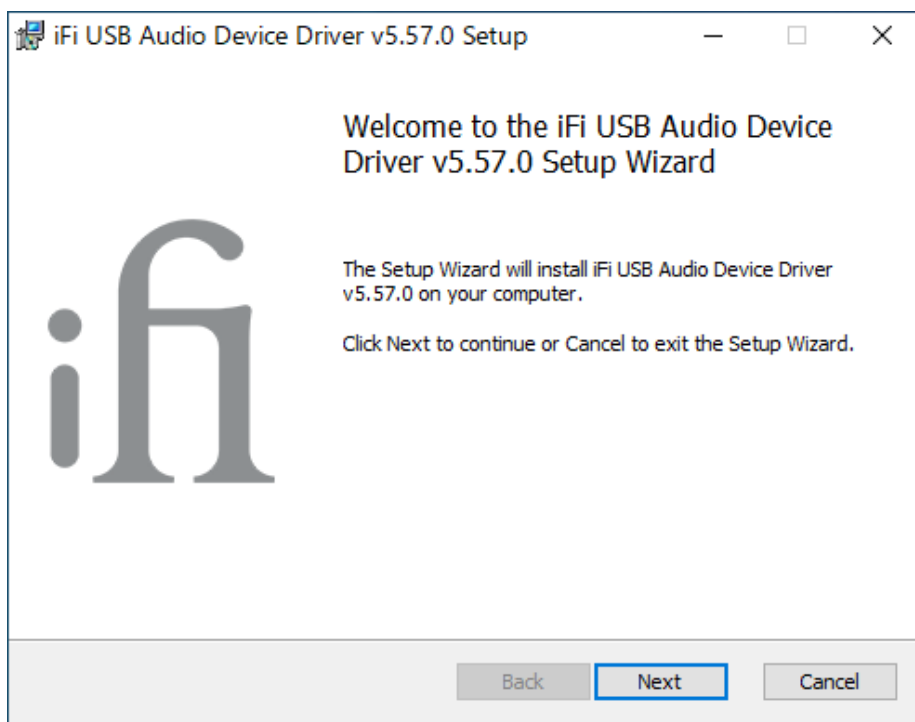 iFi USB Audio Device Driver v5.57.0 Setup
Welcome to the iFi USB Audio Device
Driver v5.57.0 Setup Wizard
ifi
The Setup Wizard will install iFi USB Audio Device Driver
v5.57.0 on your computer.
Click Next to continue or Cancel to exit the Setup Wizard.
Back
Next
Cancel